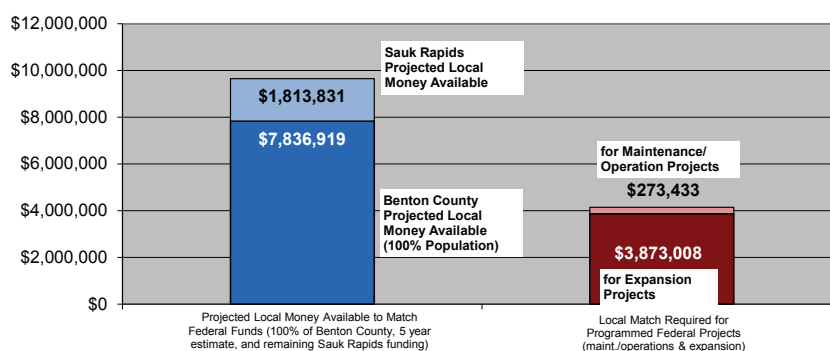 $12,000,000
$10,000,000
$8,000,000
$6,000,000
$4,000,000
$2,000,000
$0
Sauk Rapids
Projected Local
Money Available
$1,813,831
$7,836,919
Benton County
Projected Local
Money Available
(100% Population)
for Maintenance/
Operation Projects
$273,433
$3,873,008
for Expansion
Projects
Projected Local Money Available to Match
Federal Funds (100% of Benton County, 5 year
estimate, and remaining Sauk Rapids funding)
Local Match Required for
Programmed Federal Projects
(maint./operations & expansion)